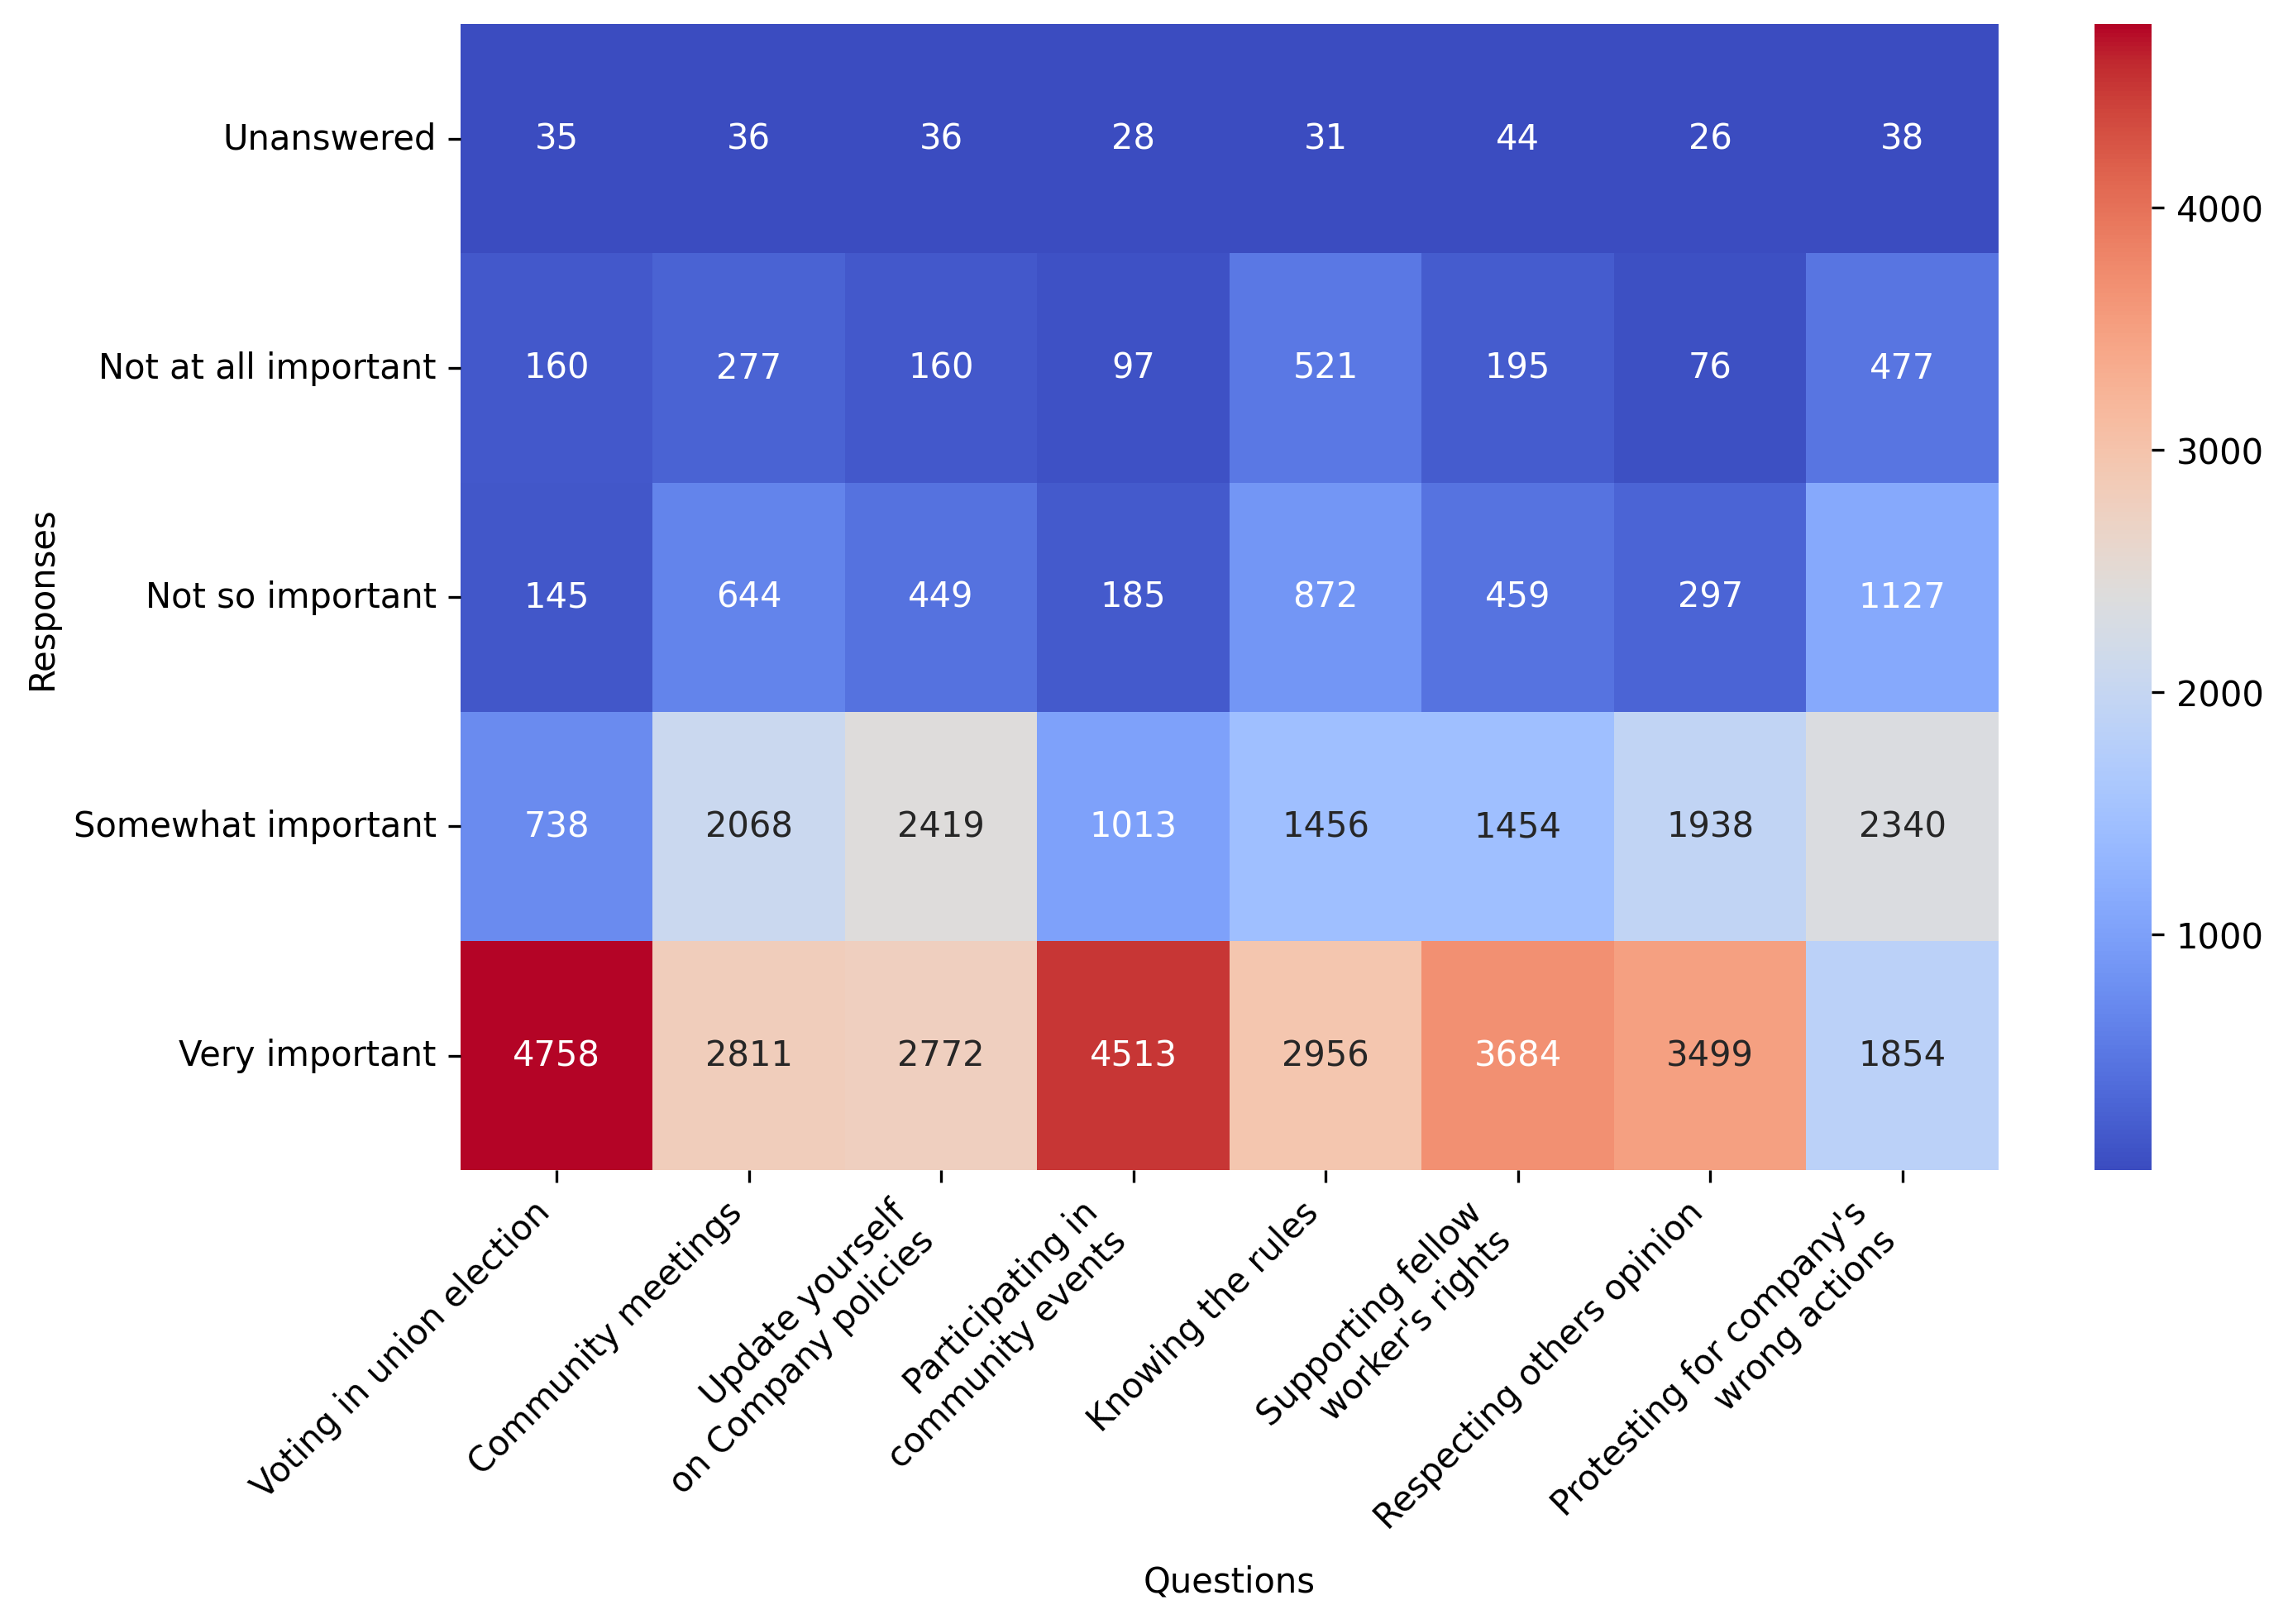 Responses
Unanswered 35 36 36 28 31 44 26 38
Not at all important 160 277 160 97 521 195 76 477
Not so important 145 644 449 185 872 459 297 1127
Somewhat important 738 2068 2419 1013 1456 1454 1938 2340
Very important 4758 2811 2772 4513 2956 3684 3499 1854
Voting in union election
Community meetings
Update yourself
on Company policies
Participating in
community events
Knowing the rules
Supporting fellow
worker's rights
Respecting others opinion
Protesting for company's
wrong actions
Questions
4000
3000
2000
1000